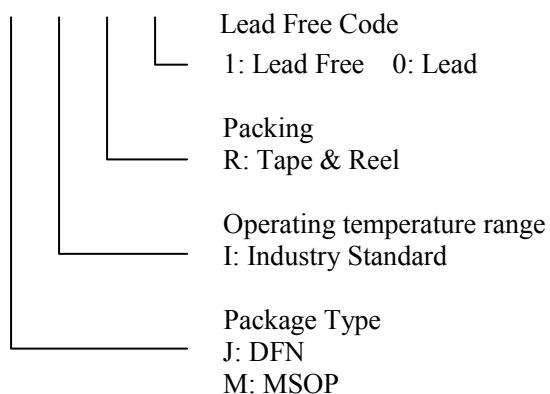 Lead Free Code
1: Lead Free 0: Lead
Packing
R: Tape & Reel
Operating temperature range
I: Industry Standard
Package Type
J: DFN
M: MSOP